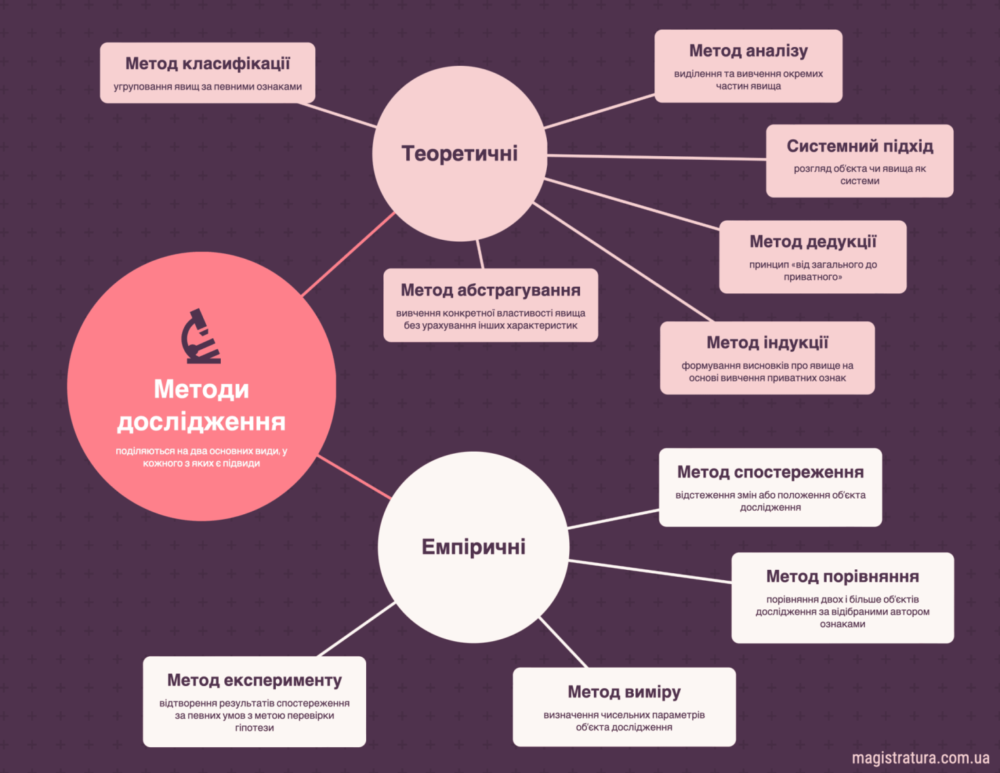 Метод класифікації
угруповання явищ за певними ознаками
Метод аналізу
виділення та вивчення окремих
частин явища
Теоретичні
Системний підхід
розгляд об'єкта чи явища як
системи
Метод дедукції
принцип «від загального до
приватного»
Метод абстрагування
вивчення конкретної властивості явища
без урахування інших характеристик
Метод індукції
формування висновків про явище на
основі вивчення приватних ознак
Методи
дослідження
поділяються на два основних види, у
кожного з яких є підвиди
Емпіричні
Метод спостереження
відстеження змін або положення об'єкта
дослідження
Метод порівняння
порівняння двох і більше об'єктів
дослідження за відібраними автором
ознаками
Метод експерименту
відтворення результатів спостереження
за певних умов з метою перевірки
гіпотези
Метод виміру
визначення чисельних параметрів
об'єкта дослідження
magistratura.com.ua